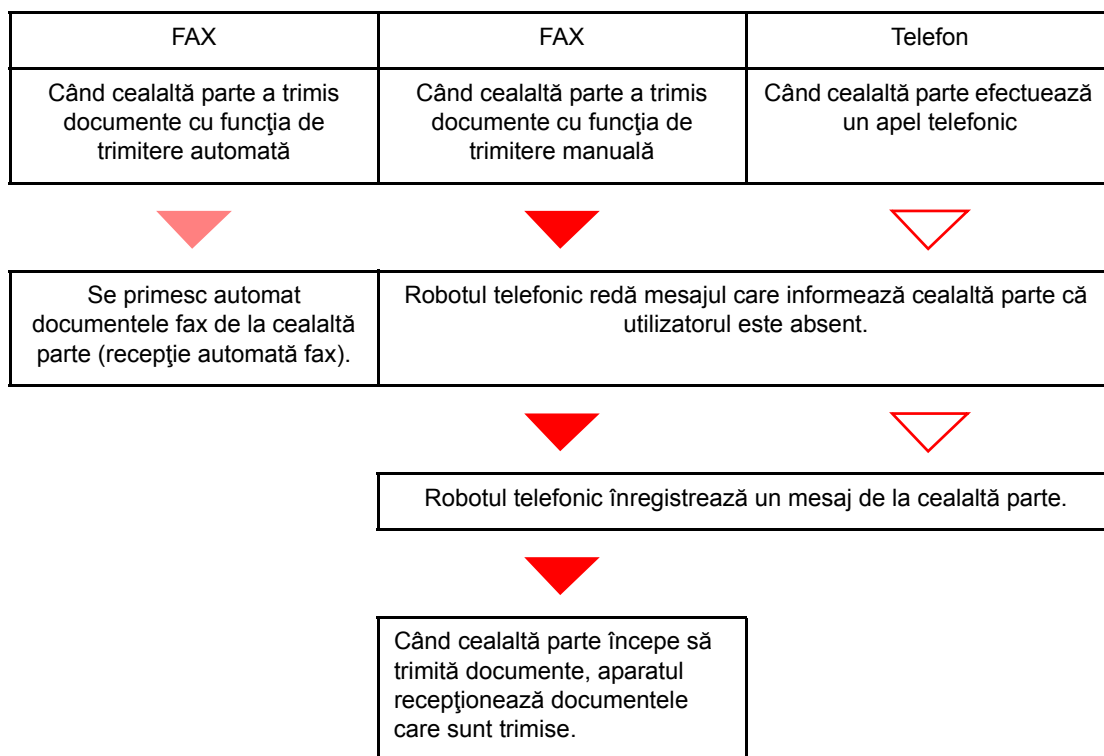 FAX
FAX
Telefon
Când cealaltă parte a trimis
documente cu funcţia de
trimitere automată
Când cealaltă parte a trimis
documente cu funcţia de
trimitere manuală
Când cealaltă parte efectuează
un apel telefonic
Se primesc automat
documentele fax de la cealaltă
parte (recepţie automată fax).
Robotul telefonic redă mesajul care informează cealaltă parte că
utilizatorul este absent.
Robotul telefonic înregistrează un mesaj de la cealaltă parte.
Când cealaltă parte începe să
trimită documente, aparatul
recepţionează documentele
care sunt trimise.